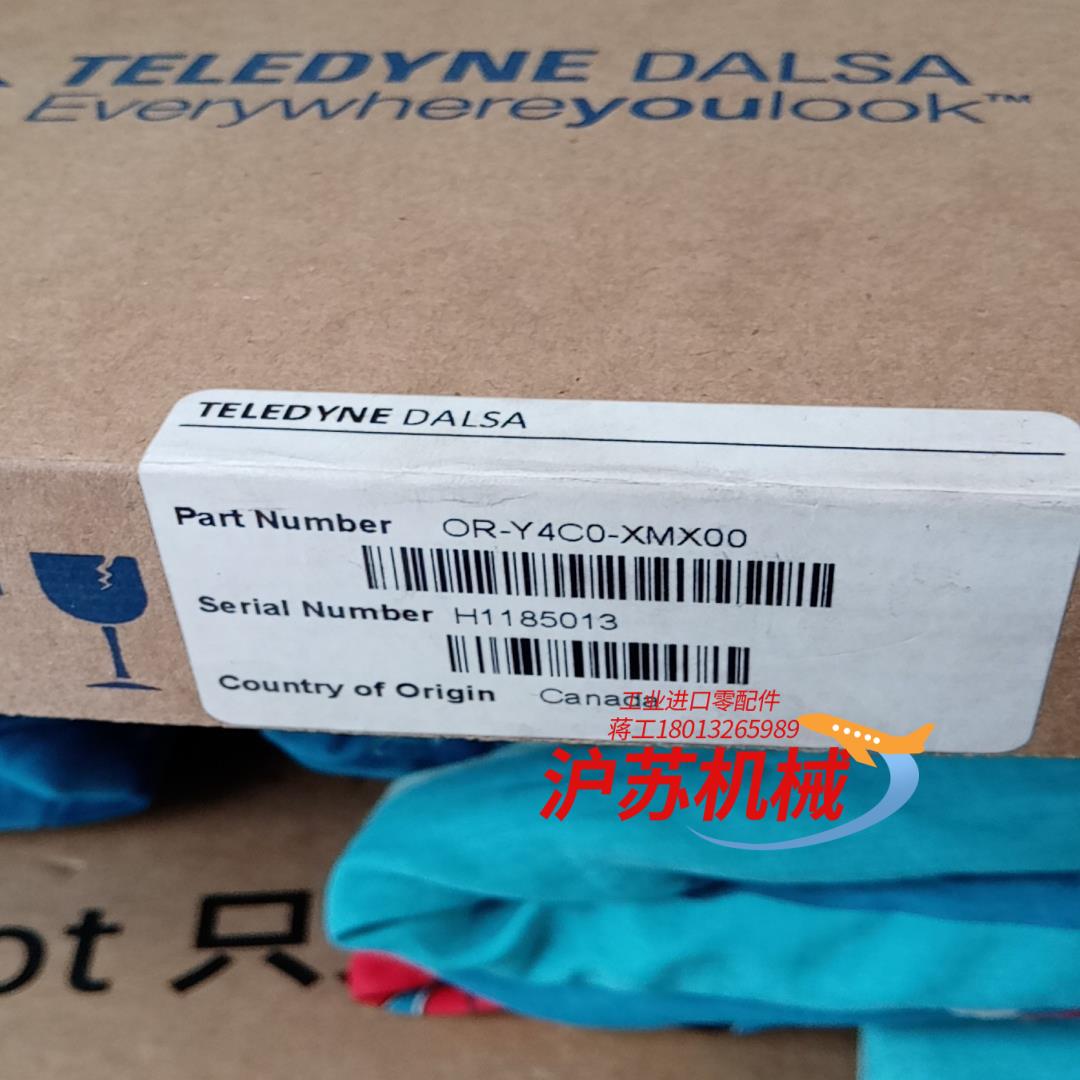 TELEDYNE DALSA
Everywhereyoulook™
TELEDYNE DALSA
Part Number OR-Y4C0-XMX00
Serial Number H1185013
Country of Origin Canada
工业进口零配件
蒋工18013265989
沪苏机械
ot 只